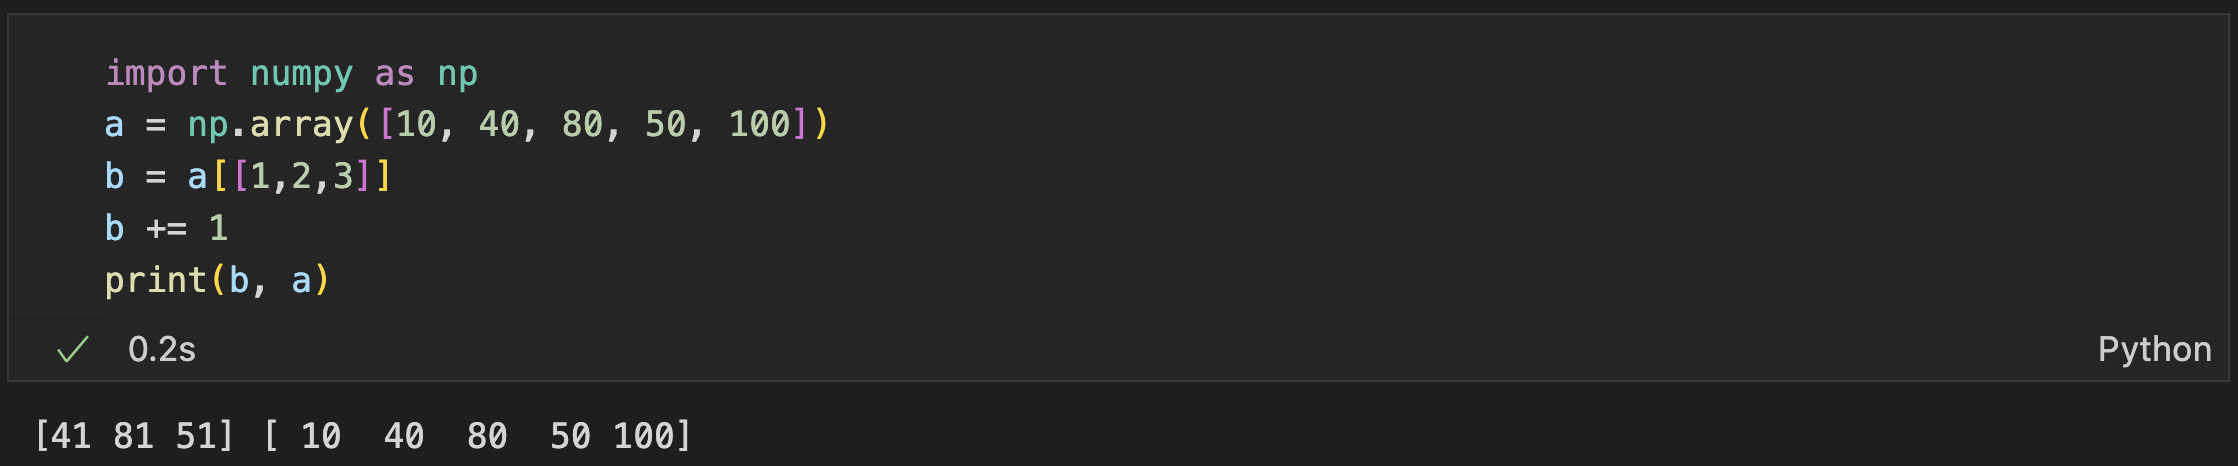 import numpy as np
a = np.array([10, 40, 80, 50, 100])
b = a[[1,2,3]]
b += 1
print(b, a)
0.2s
Python
[41 81 51] [ 10  40  80  50 100]